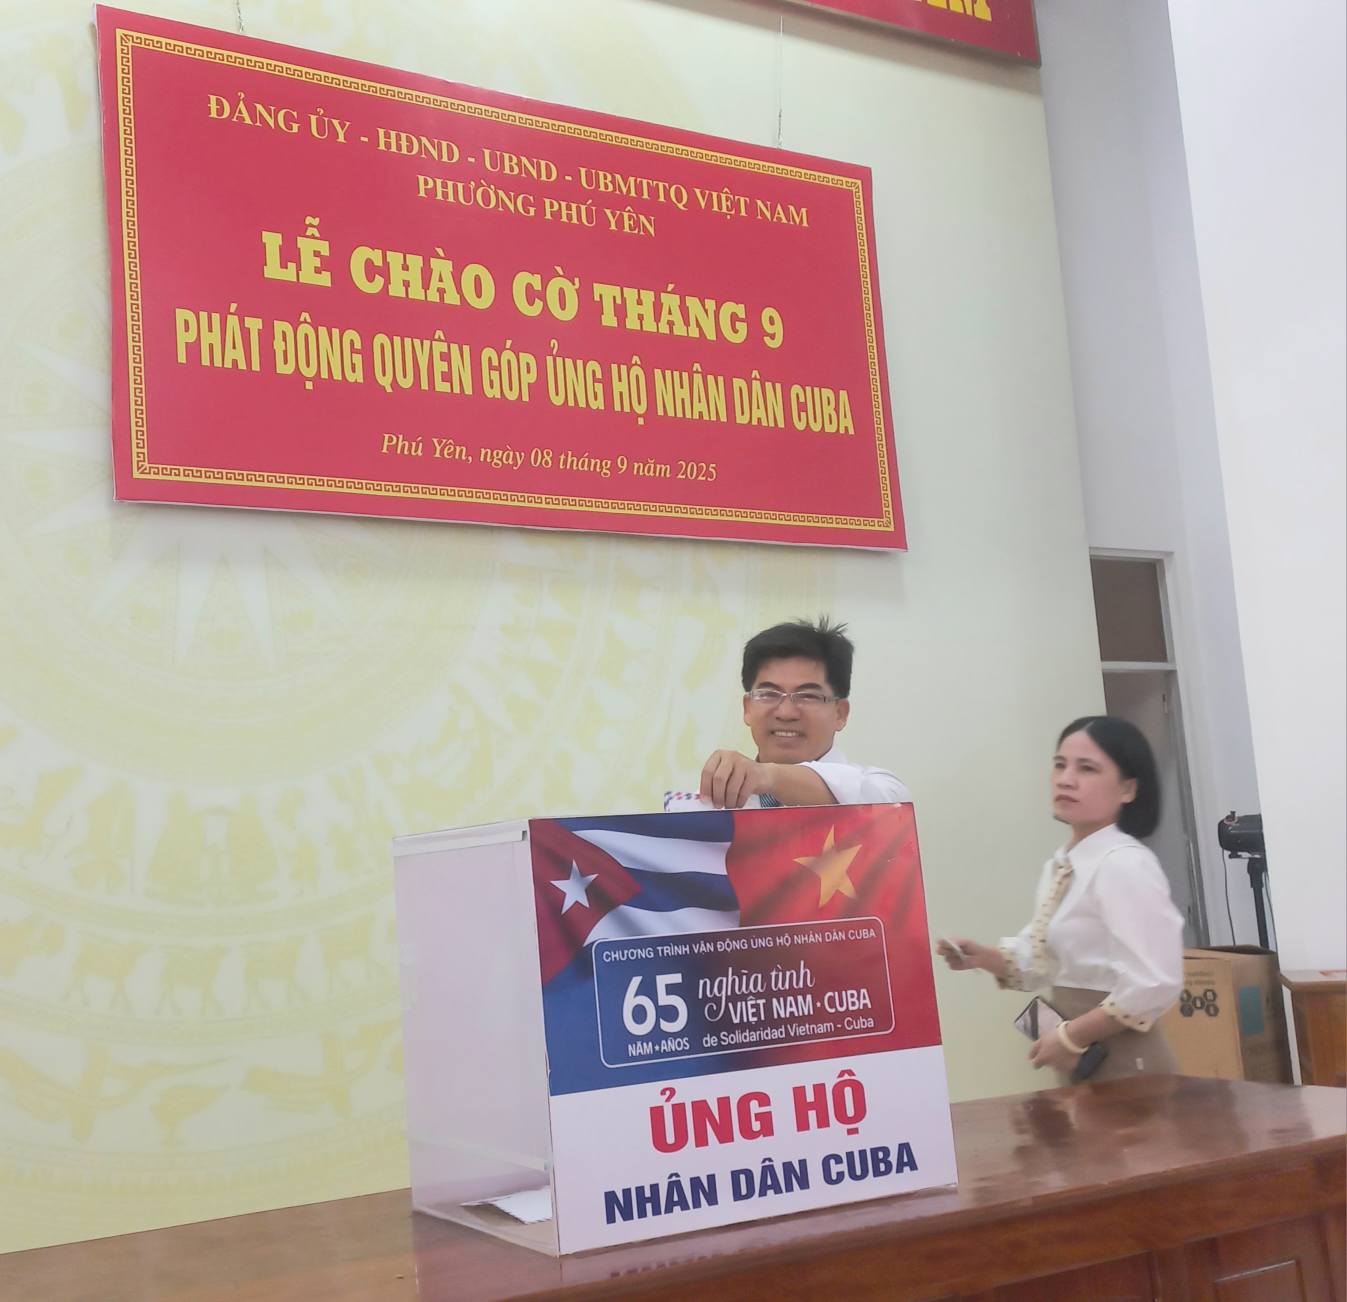 ĐẢNG ỦY - HĐND - UBND - UBMTTQ VIỆT NAM
PHƯỜNG PHÚ YÊN
LỄ CHÀO CỜ THÁNG 9
PHÁT ĐỘNG QUYÊN GÓP ỦNG HỘ NHÂN DÂN CUBA
Phú Yên, ngày 08 tháng 9 năm 2025
CHƯƠNG TRÌNH VẬN ĐỘNG ỦNG HỘ NHÂN DÂN CUBA
65 nghĩa tình
VIỆT NAM · CUBA
NĂM • AÑOS de Solidaridad Vietnam - Cuba
ỦNG HỘ
NHÂN DÂN CUBA